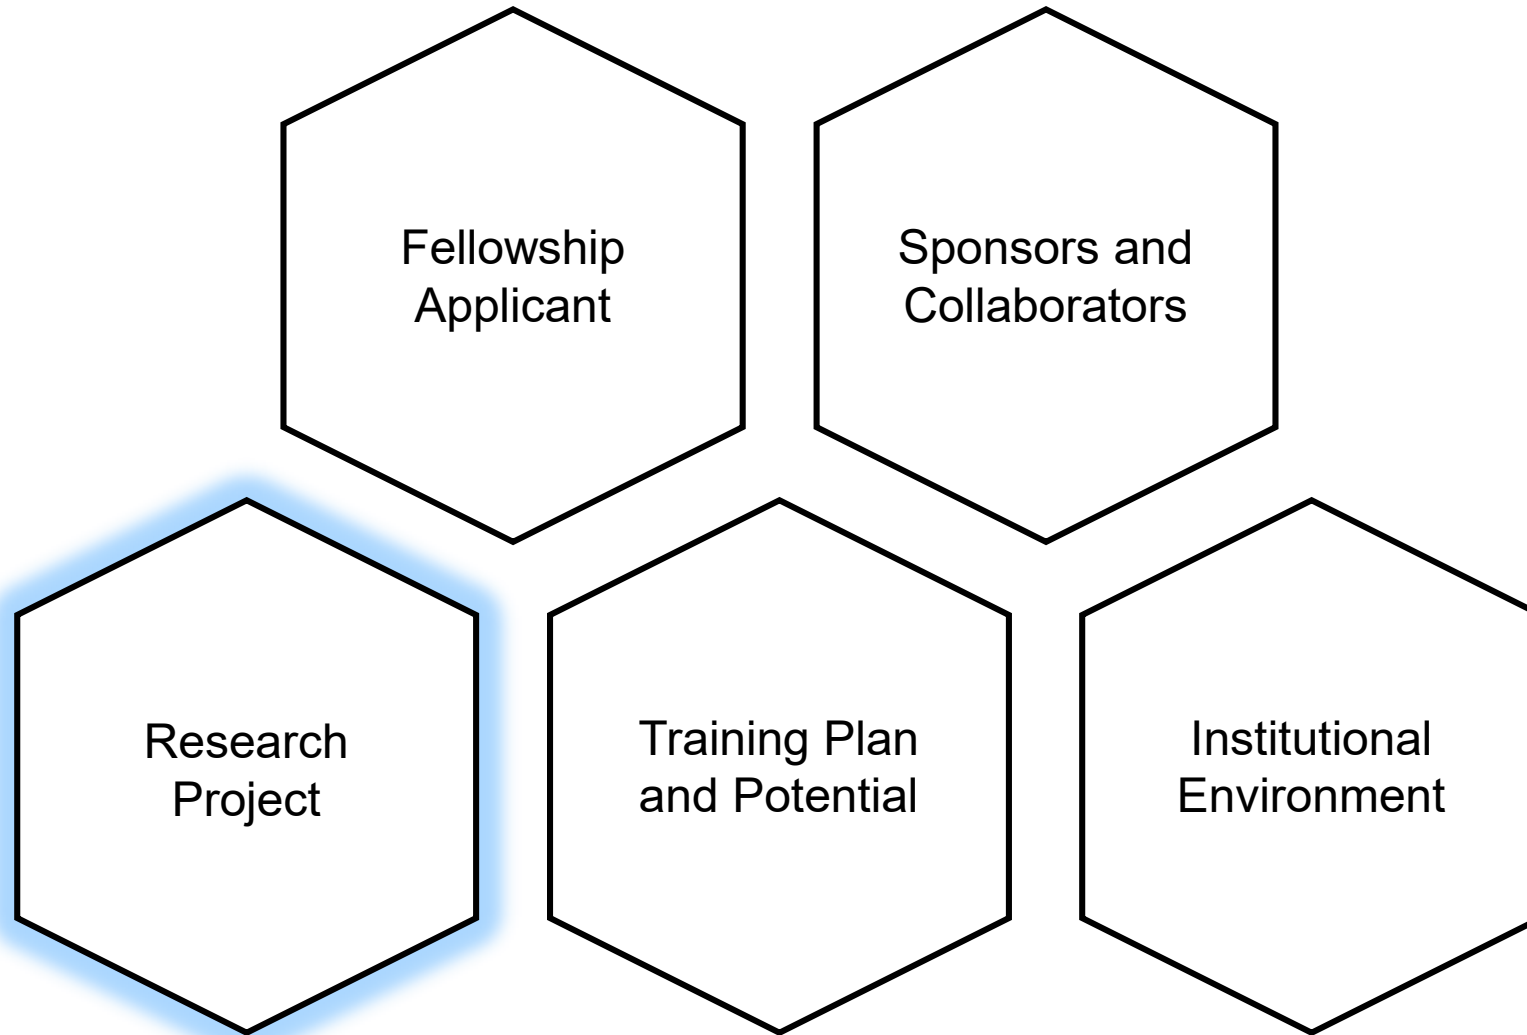 Fellowship
Applicant
Sponsors and
Collaborators
Research
Project
Training Plan
and Potential
Institutional
Environment